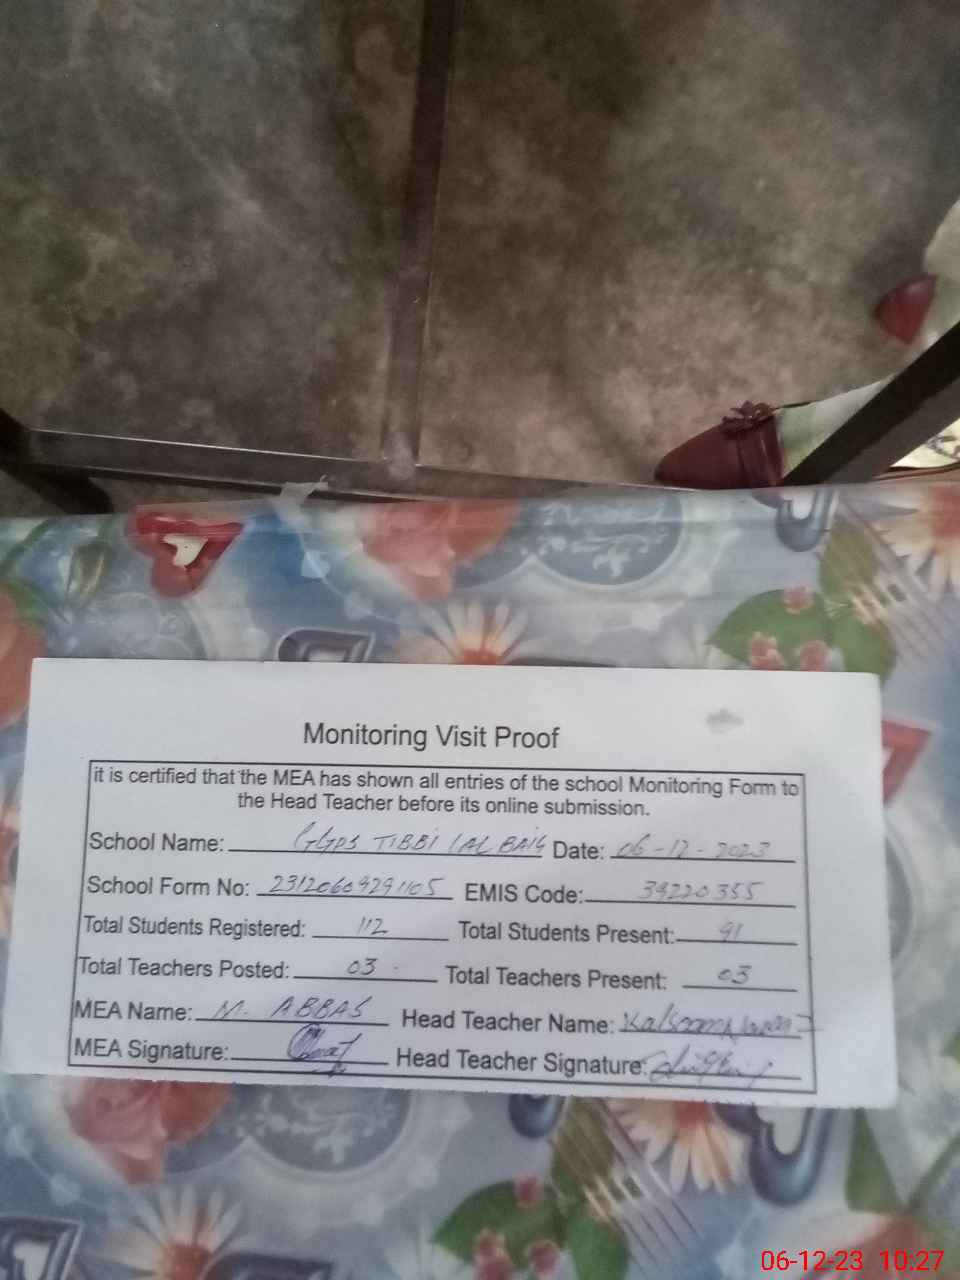 Monitoring Visit Proof
it is certified that the MEA has shown all entries of the school Monitoring Form to
the Head Teacher before its online submission.
School Name: GGPS TIBBI LAL BAIG Date: 06-12-2023
School Form No: 23120609291105 EMIS Code: 39220355
Total Students Registered: 112 Total Students Present: 91
Total Teachers Posted: 03 Total Teachers Present: 03
MEA Name: M. ABBAS Head Teacher Name: Kalsoom
MEA Signature: Head Teacher Signature:
06-12-23 10:27